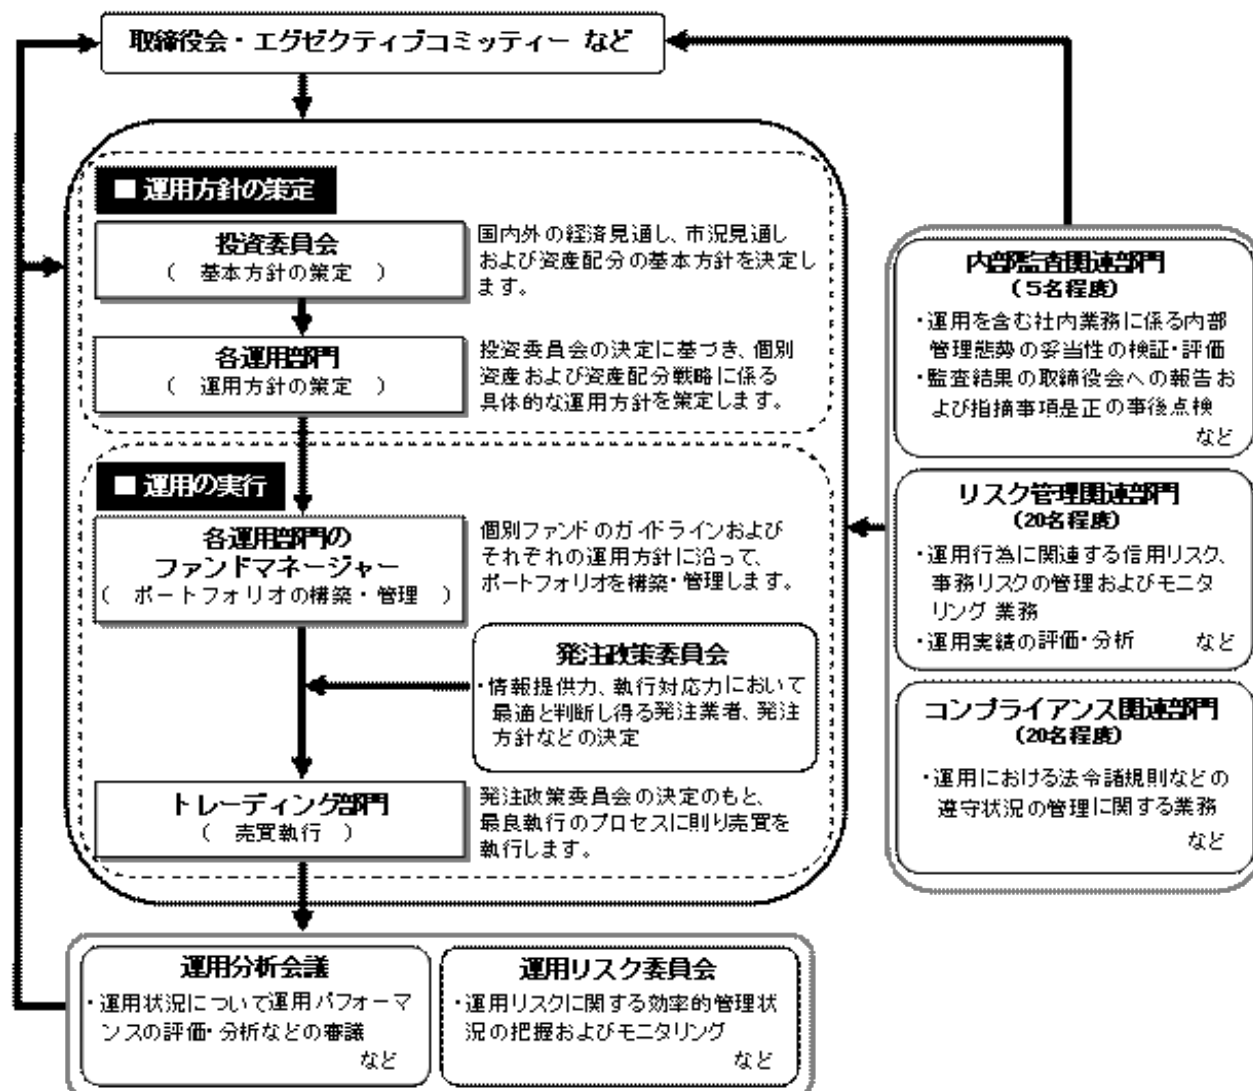 取締役会・エグゼクティブコミッティー など
■ 運用方針の策定
投資委員会
( 基本方針の策定 )
国内外の経済見通し、市況見通し
および資産配分の基本方針を決定し
ます。
各運用部門
( 運用方針の策定 )
投資委員会の決定に基づき、個別
資産および資産配分戦略に係る
具体的な運用方針を策定します。
■ 運用の実行
各運用部門の
ファンドマネージャー
( ポートフォリオの構築・管理 )
個別ファンドのガイドラインおよび
それぞれの運用方針に沿って、
ポートフォリオを構築・管理します。
発注政策委員会
・情報提供力、執行対応力において
最適と判断し得る発注業者、発注
方針などの決定
トレーディング部門
( 売買執行 )
発注政策委員会の決定のもと、
最良執行のプロセスに則り売買を
執行します。
内部監査関連部門
(5名程度)
・運用を含む社内業務に係る内部
管理態勢の妥当性の検証・評価
・監査結果の取締役会への報告お
よび指摘事項是正の事後点検
など
リスク管理関連部門
(20名程度)
・運用行為に関連する信用リスク、
事務リスクの管理およびモニタ
リング 業務
・運用実績の評価・分析 など
コンプライアンス関連部門
(20名程度)
・運用における法令諸規則などの
遵守状況の管理に関する業務
など
運用分析会議
・運用状況について運用パフォーマ
ンスの評価・分析などの審議
など
運用リスク委員会
・運用リスクに関する効率的管理状
況の把握およびモニタリング
など